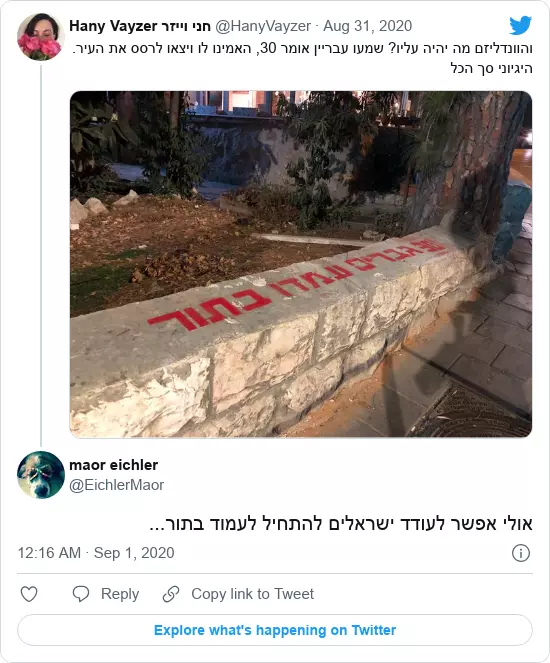 Hany Vayzer חני וייזר @HanyVayzer · Aug 31, 2020
והוונדליזם מה יהיה עליו? שמעו עבריין אומר 30, האמינו לו ויצאו לרסס את העיר.
היגיוני סך הכל
30 גברים עמדו בתור
maor eichler
@EichlerMaor
אולי אפשר לעודד ישראלים להתחיל לעמוד בתור...
12:16 AM · Sep 1, 2020
Reply
Copy link to Tweet
Explore what's happening on Twitter